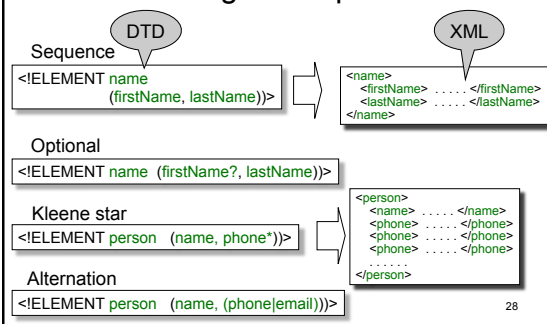 DTD
XML
Sequence
<!ELEMENT name
(firstName, lastName))>
<name>
<firstName> . . . . . </firstName>
<lastName> . . . . . </lastName>
</name>
Optional
<!ELEMENT name (firstName?, lastName))>
Kleene star
<!ELEMENT person (name, phone*))>
<person>
<name> . . . . . </name>
<phone> . . . . . </phone>
<phone> . . . . . </phone>
<phone> . . . . . </phone>
. . . . . .
</person>
Alternation
<!ELEMENT person (name, (phone|email)))>
28